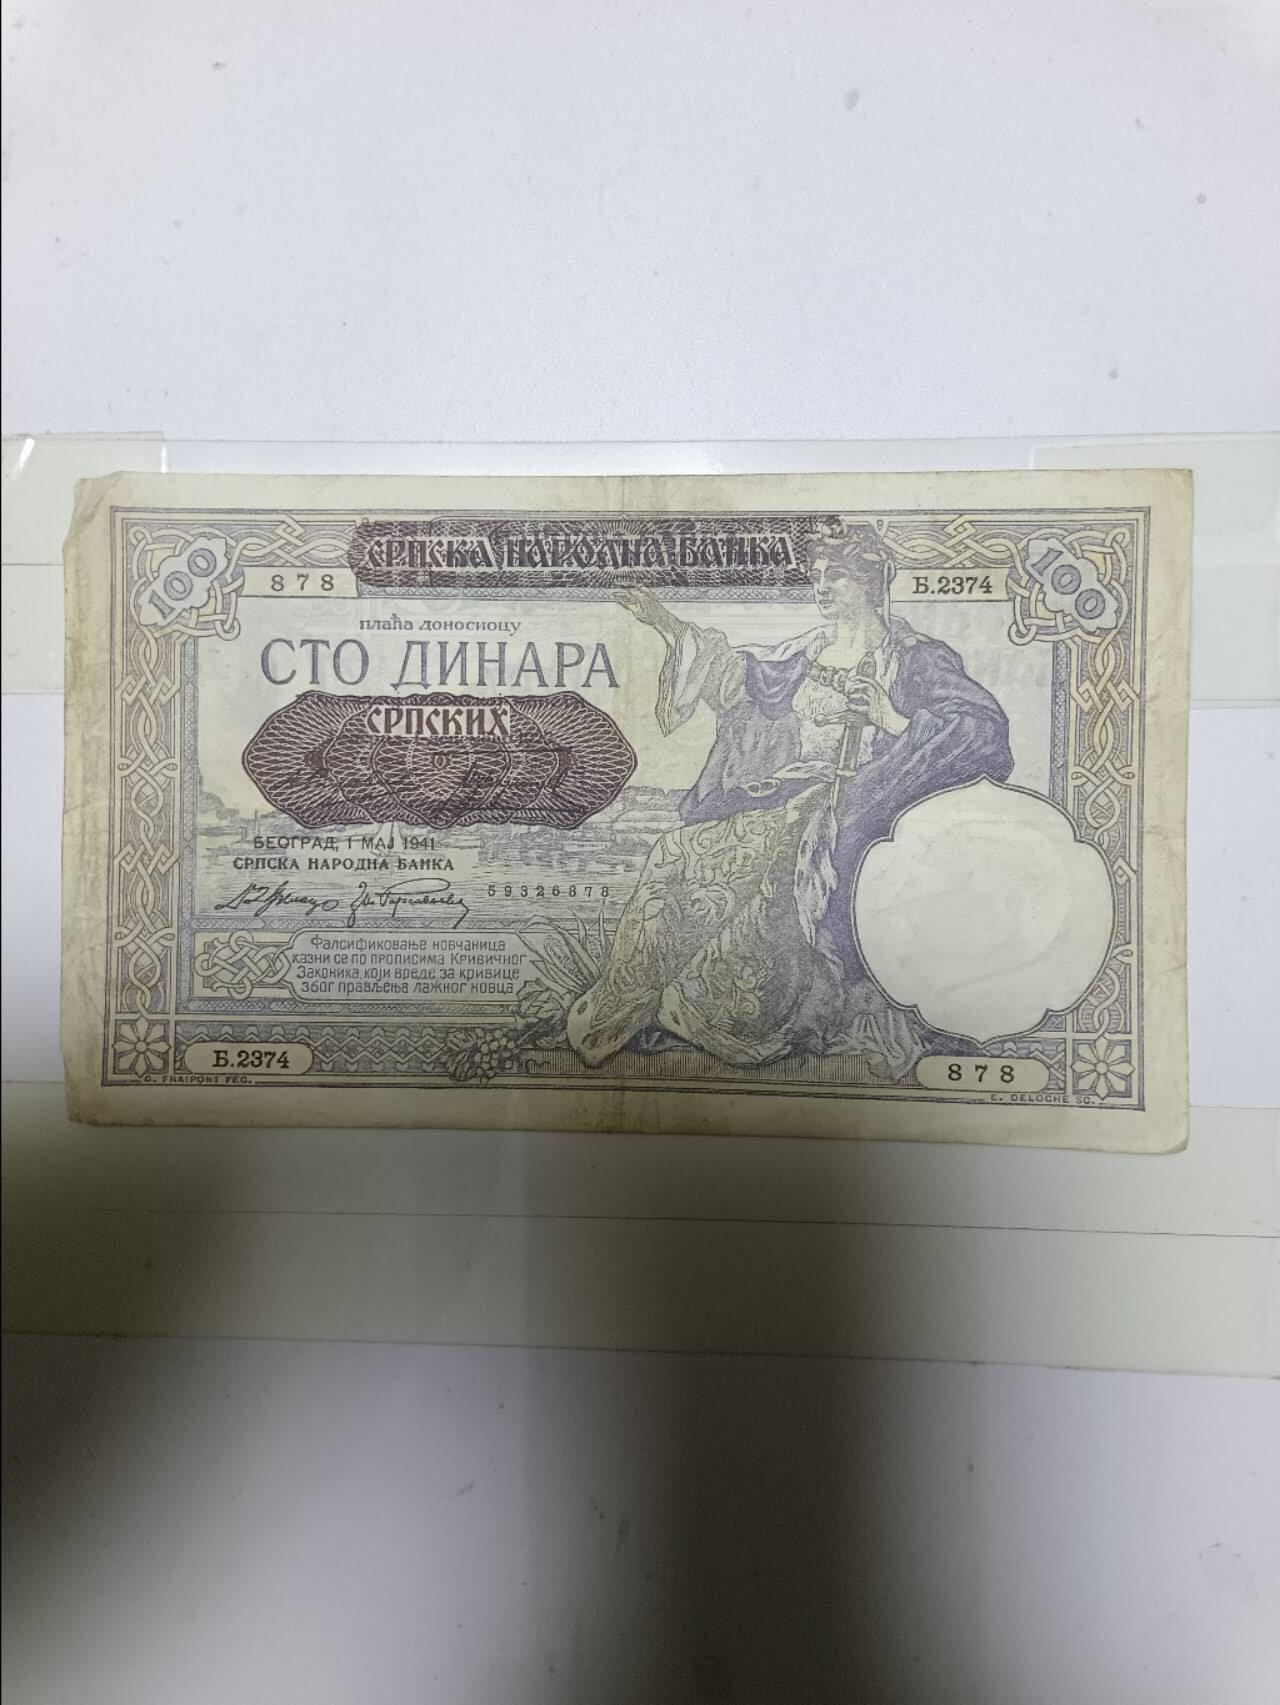 100
878
СРПСКА НАРОДНА БАНКА
Б.2374
100
плаћа доносиоцу
СТО ДИНАРА
СРПСКИХ
БЕОГРАД, 1 МАЈ 1941
СРПСКА НАРОДНА БАНКА
59326878
Фалсификовање новчаница
казни се по прописима Кривичног
Законика, који вреде за кривице
због прављења лажног новца
Б.2374
878
G. FRAIPONT FEC.
E. DELOCHE SC.